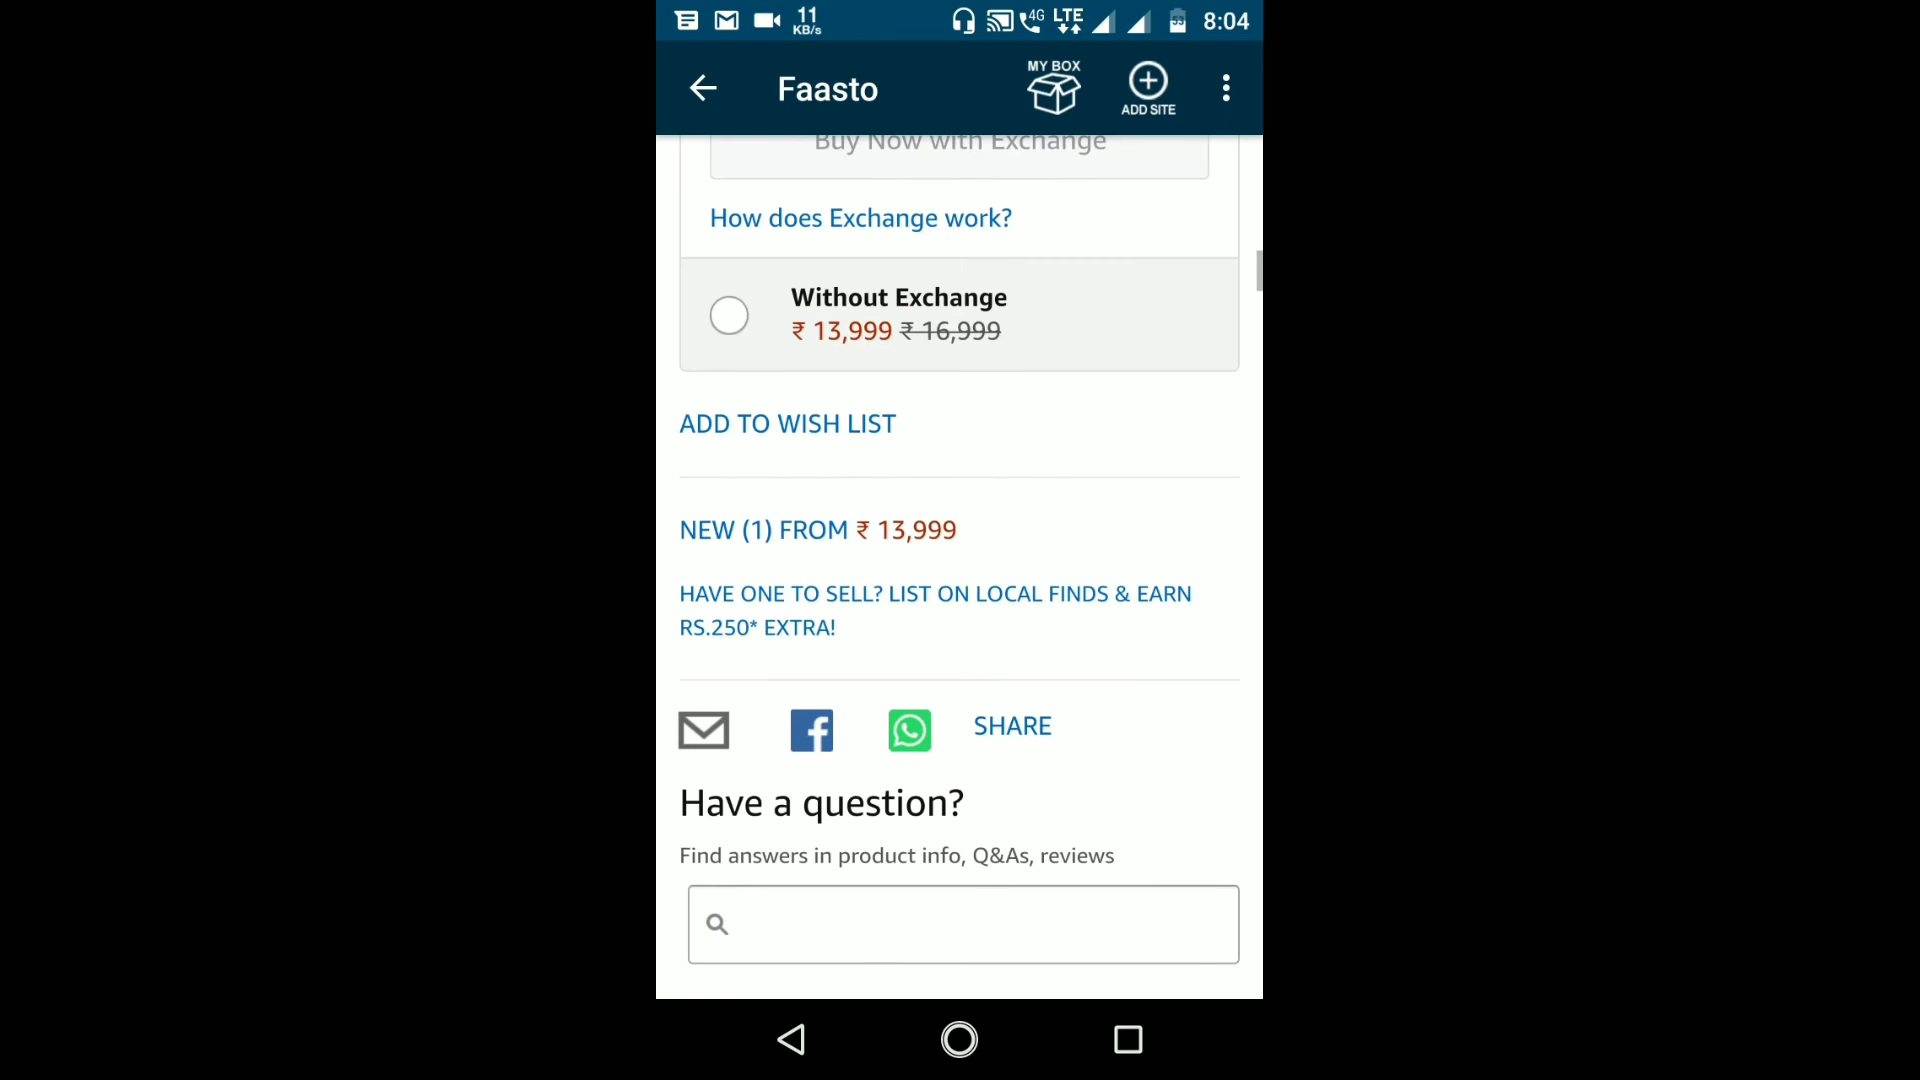 11
KB/s
4G
LTE
53
8:04
Faasto
MY BOX
ADD SITE
Buy Now with Exchange
How does Exchange work?
Without Exchange
₹ 13,999 ₹ 16,999
ADD TO WISH LIST
NEW (1) FROM ₹ 13,999
HAVE ONE TO SELL? LIST ON LOCAL FINDS & EARN
RS.250* EXTRA!
SHARE
Have a question?
Find answers in product info, Q&As, reviews